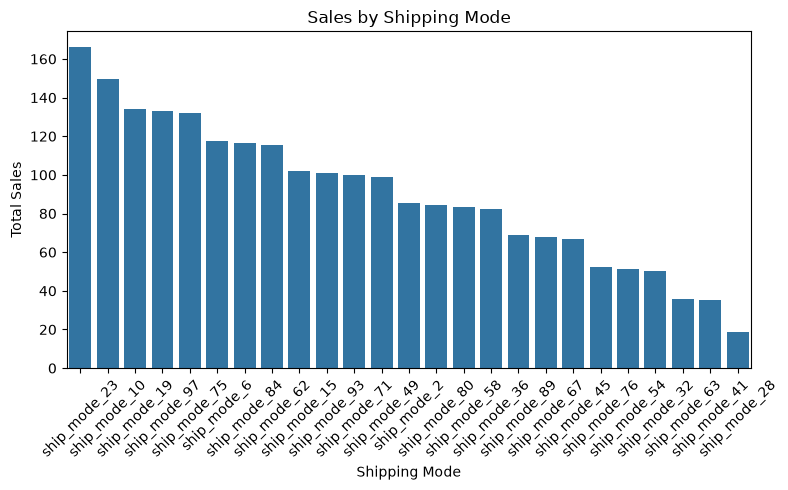 Sales by Shipping Mode
Total Sales
160
140
120
100
80
60
40
20
0
ship_mode_23
ship_mode_10
ship_mode_19
ship_mode_97
ship_mode_75
ship_mode_6
ship_mode_84
ship_mode_62
ship_mode_15
ship_mode_93
ship_mode_71
ship_mode_49
ship_mode_2
ship_mode_80
ship_mode_58
ship_mode_36
ship_mode_89
ship_mode_67
ship_mode_45
ship_mode_76
ship_mode_54
ship_mode_32
ship_mode_63
ship_mode_41
ship_mode_28
Shipping Mode